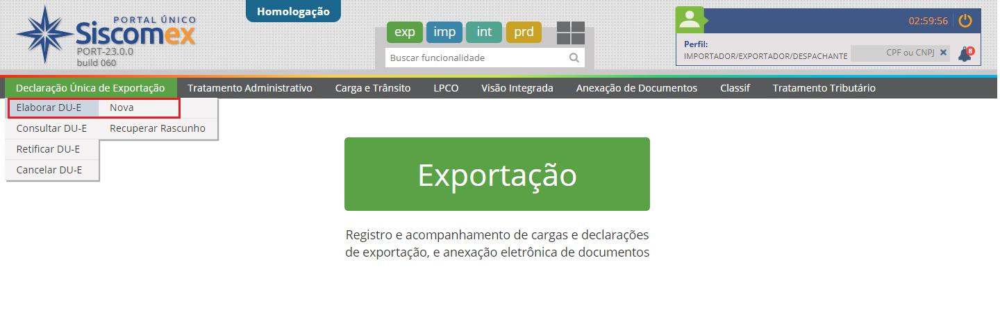 Homologação
PORTAL ÚNICO
Siscomex
PORT-23.0.0
build 060
exp imp int prd
Buscar funcionalidade
02:59:56
Perfil:
IMPORTADOR/EXPORTADOR/DESPACHANTE CPF ou CNPJ 8
Declaração Única de Exportação Tratamento Administrativo Carga e Trânsito LPCO Visão Integrada Anexação de Documentos Classif Tratamento Tributário
Elaborar DU-E Nova
Consultar DU-E Recuperar Rascunho
Retificar DU-E
Cancelar DU-E
Exportação
Registro e acompanhamento de cargas e declarações
de exportação, e anexação eletrônica de documentos